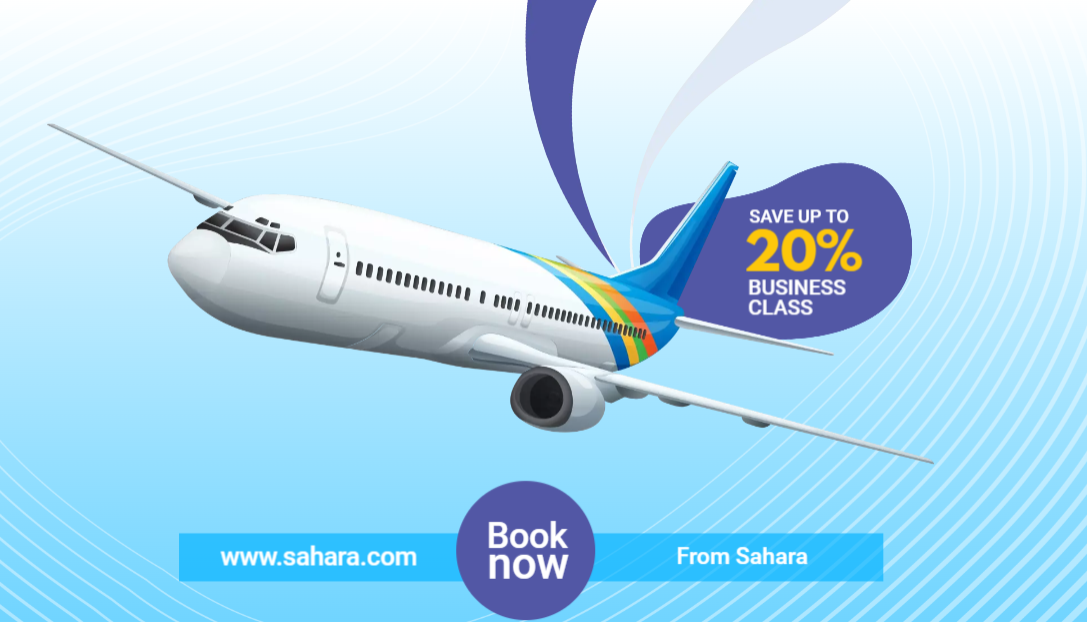 SAVE UP TO
20%
BUSINESS
CLASS
www.sahara.com
Book
now
From Sahara